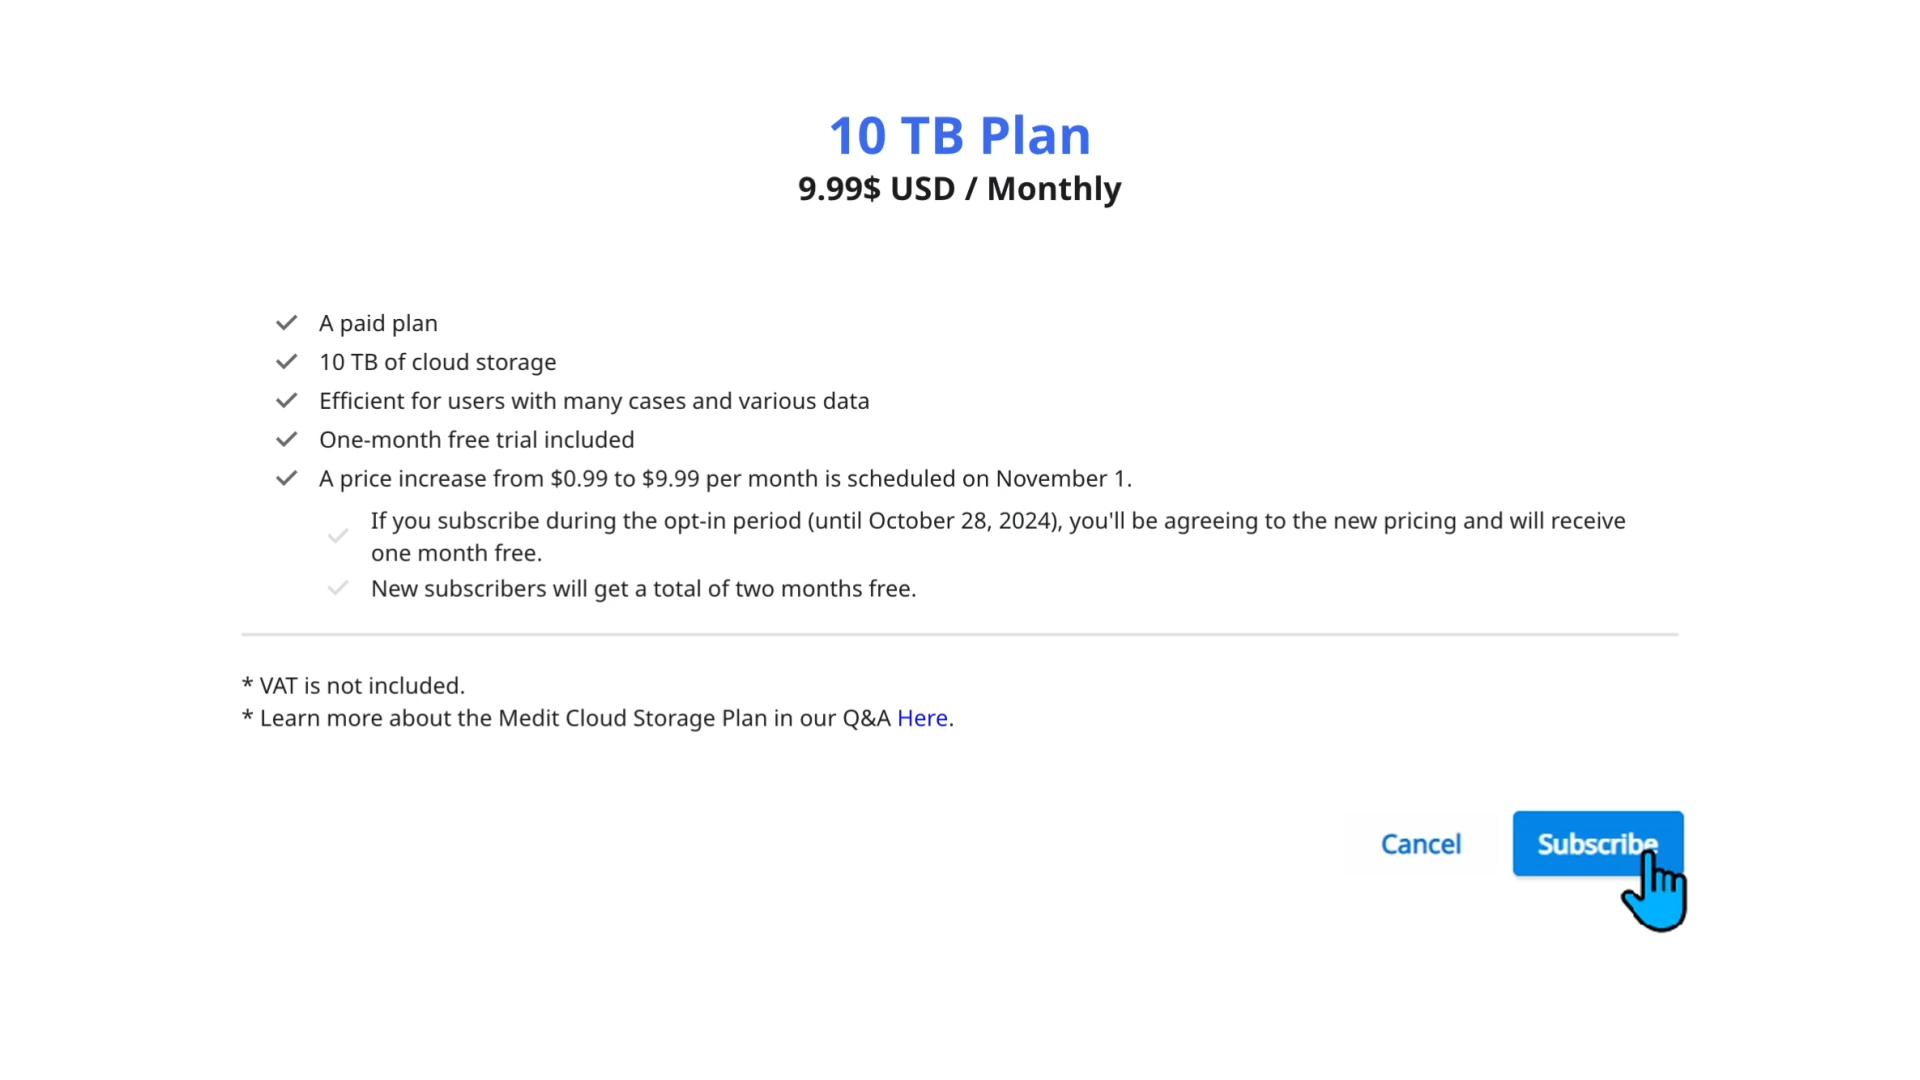 10 TB Plan
9.99$ USD / Monthly
A paid plan
10 TB of cloud storage
Efficient for users with many cases and various data
One-month free trial included
A price increase from $0.99 to $9.99 per month is scheduled on November 1.
If you subscribe during the opt-in period (until October 28, 2024), you'll be agreeing to the new pricing and will receive
one month free.
New subscribers will get a total of two months free.
* VAT is not included.
* Learn more about the Medit Cloud Storage Plan in our Q&A Here.
Cancel
Subscribe